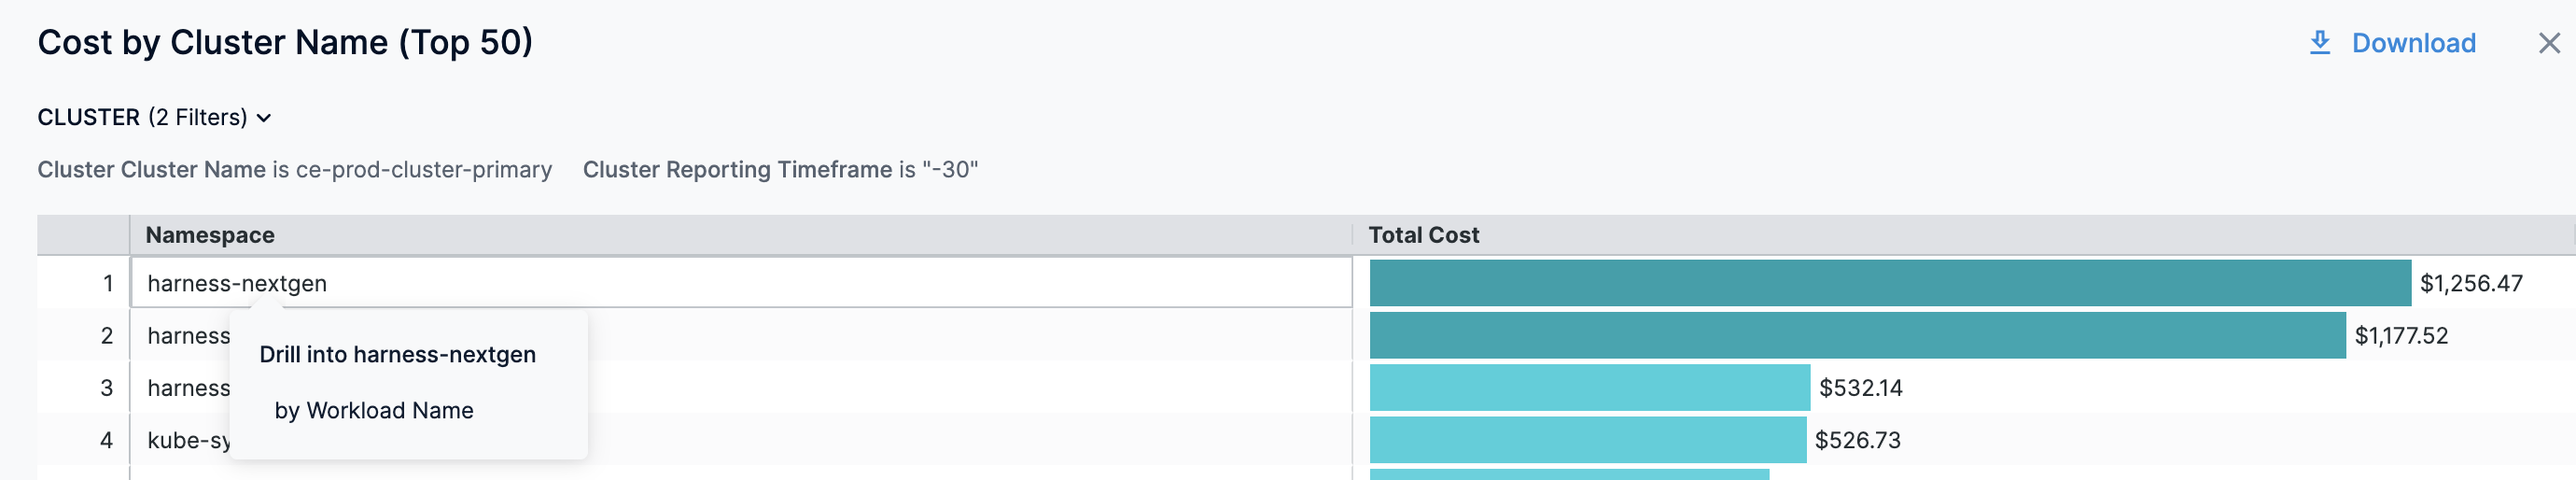 Cost by Cluster Name (Top 50)
Download
CLUSTER (2 Filters)
Cluster Cluster Name is ce-prod-cluster-primary Cluster Reporting Timeframe is "-30"
Namespace Total Cost
1 harness-nextgen $1,256.47
2 harness $1,177.52
Drill into harness-nextgen
3 harness $532.14
by Workload Name
4 kube-sy $526.73